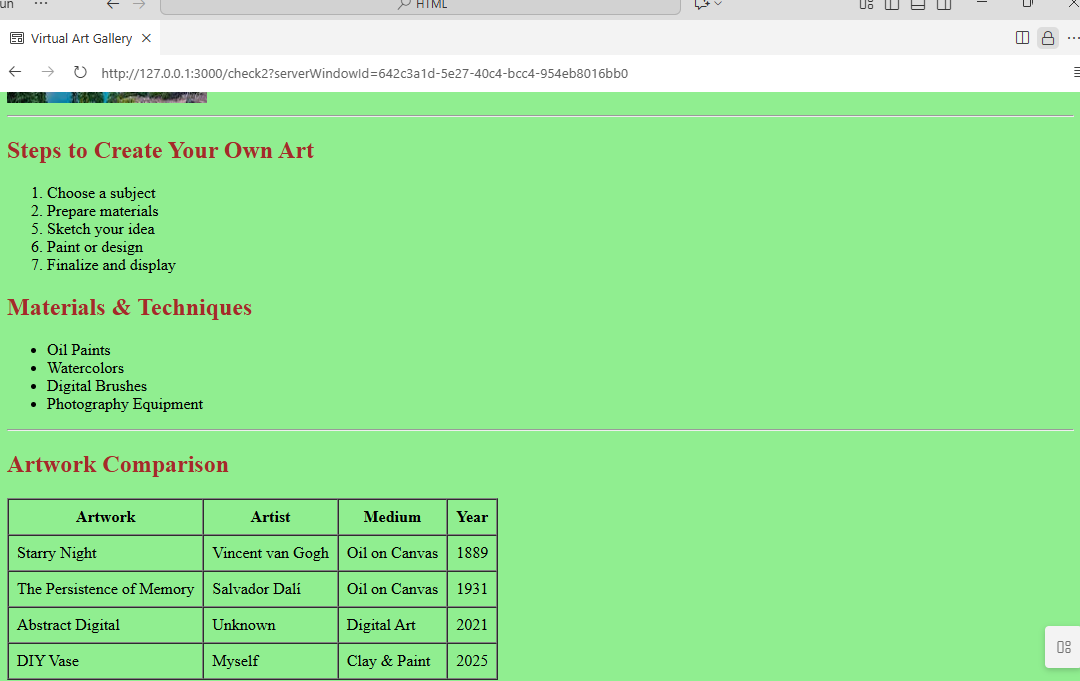 un ... HTML
Virtual Art Gallery
http://127.0.0.1:3000/check2?serverWindowId=642c3a1d-5e27-40c4-bcc4-954eb8016bb0
Steps to Create Your Own Art
1. Choose a subject
2. Prepare materials
5. Sketch your idea
6. Paint or design
7. Finalize and display
Materials & Techniques
• Oil Paints
• Watercolors
• Digital Brushes
• Photography Equipment
Artwork Comparison
Artwork Artist Medium Year
Starry Night Vincent van Gogh Oil on Canvas 1889
The Persistence of Memory Salvador Dalí Oil on Canvas 1931
Abstract Digital Unknown Digital Art 2021
DIY Vase Myself Clay & Paint 2025